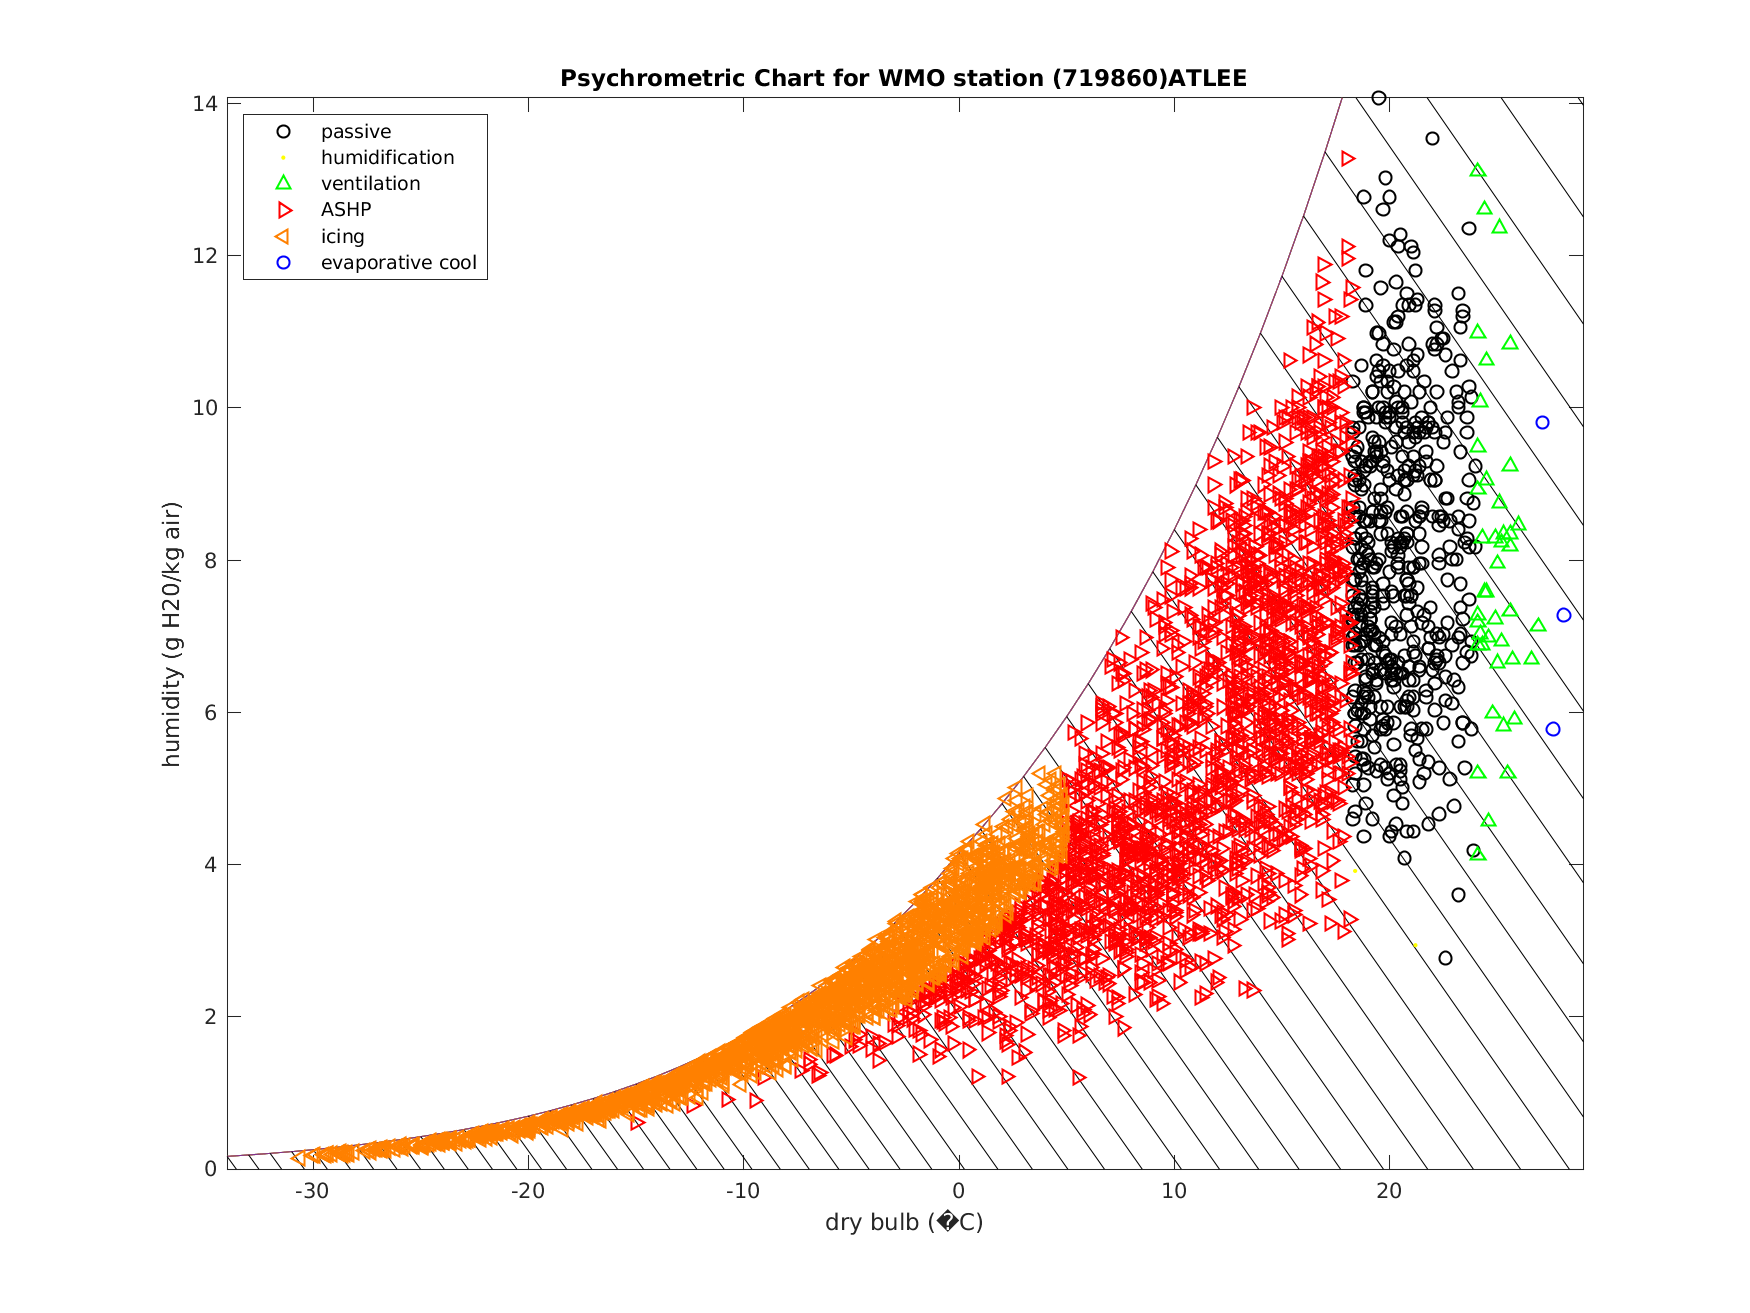 Psychrometric Chart for WMO station (719860)ATLEE
14
12
10
8
6
4
2
0
humidity (g H20/kg air)
passive
humidification
ventilation
ASHP
icing
evaporative cool
-30 -20 -10 0 10 20
dry bulb (�C)